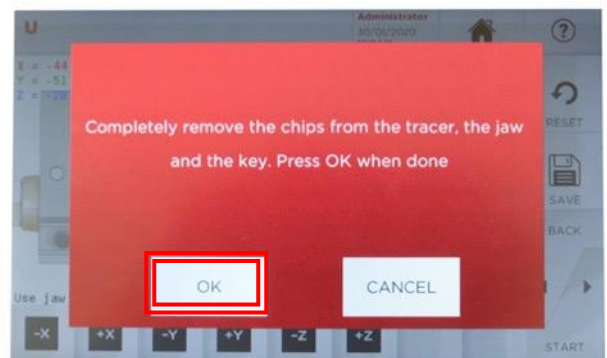 U
Administrator
30/01/2020
X = -44
Y = -51
Z =
RESET
Completely remove the chips from the tracer, the jaw
and the key. Press OK when done
SAVE
BACK
OK
CANCEL
Use jaw
-X
+X
-Y
+Y
-Z
+Z
START
?